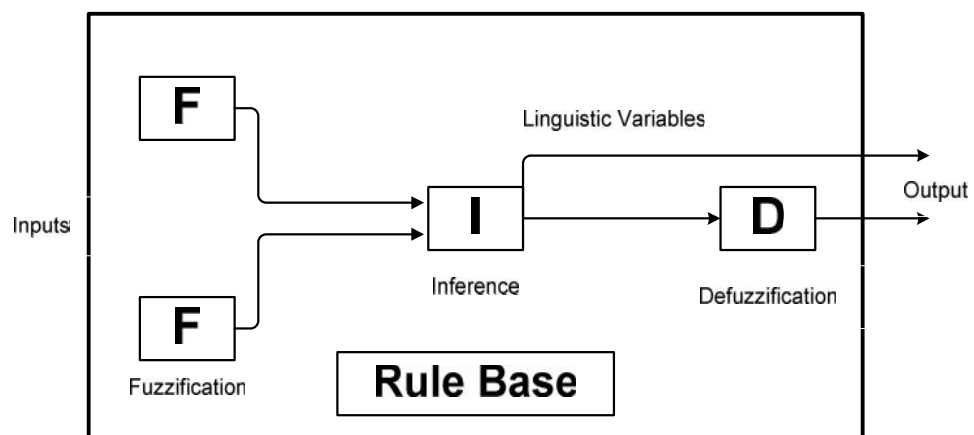 F
Linguistic Variables
Inputs
I
D
Output
Inference
Defuzzification
F
Fuzzification
Rule Base